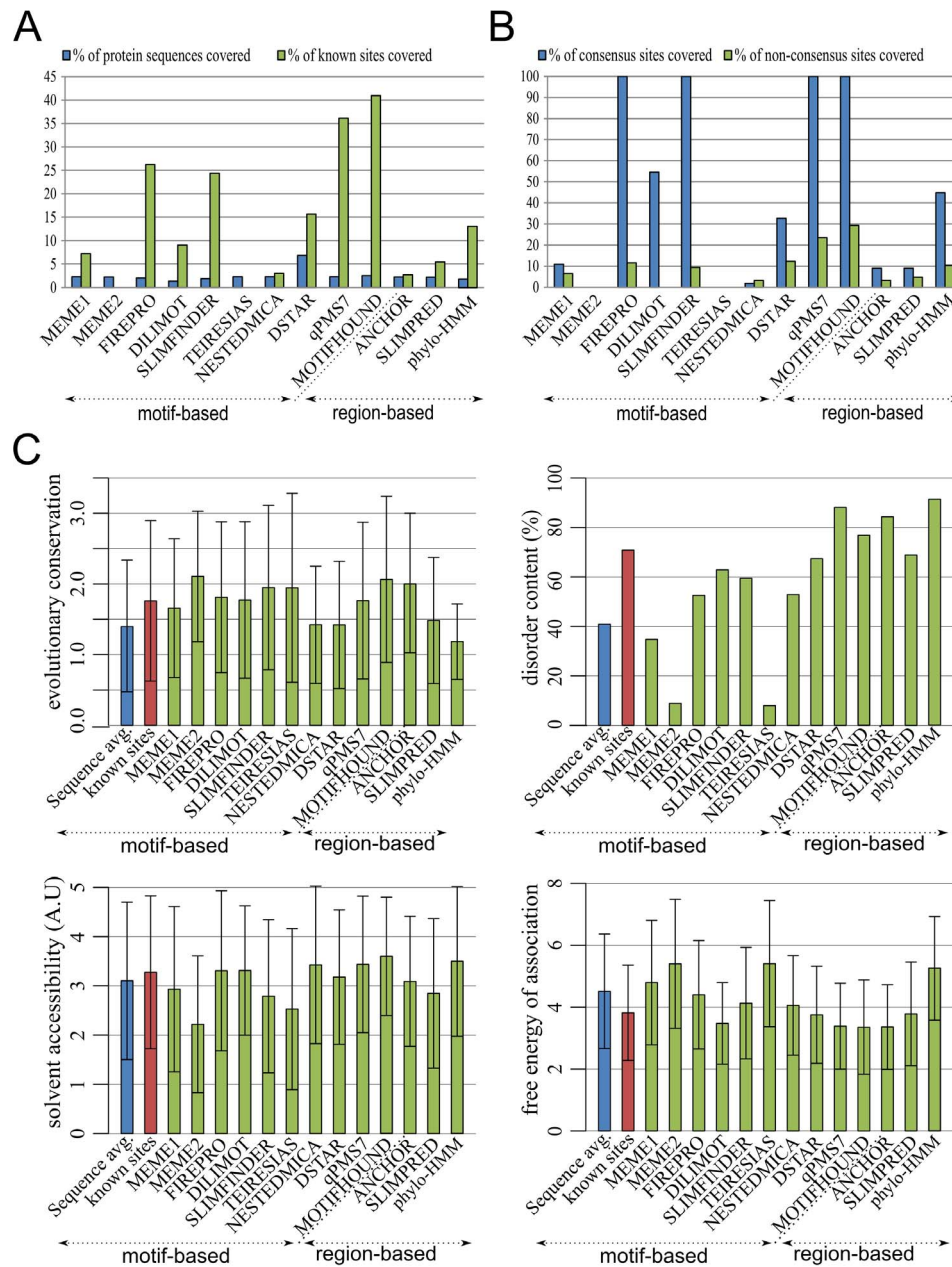 A
% of protein sequences covered
% of known sites covered
45
40
35
30
25
20
15
10
5
0
MEME1
MEME2
FIREPRO
DILIMOT
SLIMFINDER
TEIRESIAS
NESTEDMICA
DSTAR
qPMS7
MOTIFHOUND
ANCHOR
SLIMPRED
phylo-HMM
motif-based
region-based
B
% of consensus sites covered
% of non-consensus sites covered
100
90
80
70
60
50
40
30
20
10
0
MEME1
MEME2
FIREPRO
DILIMOT
SLIMFINDER
TEIRESIAS
NESTEDMICA
DSTAR
qPMS7
MOTIFHOUND
ANCHOR
SLIMPRED
phylo-HMM
motif-based
region-based
C
evolutionary conservation
3.0
2.0
1.0
0.0
Sequence avg.
known sites
MEME1
MEME2
FIREPRO
DILIMOT
SLIMFINDER
TEIRESIAS
NESTEDMICA
DSTAR
qPMS7
MOTIFHOUND
ANCHOR
SLIMPRED
phylo-HMM
motif-based
region-based
disorder content (%)
100
80
60
40
20
0
Sequence avg.
known sites
MEME1
MEME2
FIREPRO
DILIMOT
SLIMFINDER
TEIRESIAS
NESTEDMICA
DSTAR
qPMS7
MOTIFHOUND
ANCHOR
SLIMPRED
phylo-HMM
motif-based
region-based
solvent accessibility (A.U)
5
4
3
2
1
0
Sequence avg.
known sites
MEME1
MEME2
FIREPRO
DILIMOT
SLIMFINDER
TEIRESIAS
NESTEDMICA
DSTAR
qPMS7
MOTIFHOUND
ANCHOR
SLIMPRED
phylo-HMM
motif-based
region-based
free energy of association
8
6
4
2
0
Sequence avg.
known sites
MEME1
MEME2
FIREPRO
DILIMOT
SLIMFINDER
TEIRESIAS
NESTEDMICA
DSTAR
qPMS7
MOTIFHOUND
ANCHOR
SLIMPRED
phylo-HMM
motif-based
region-based